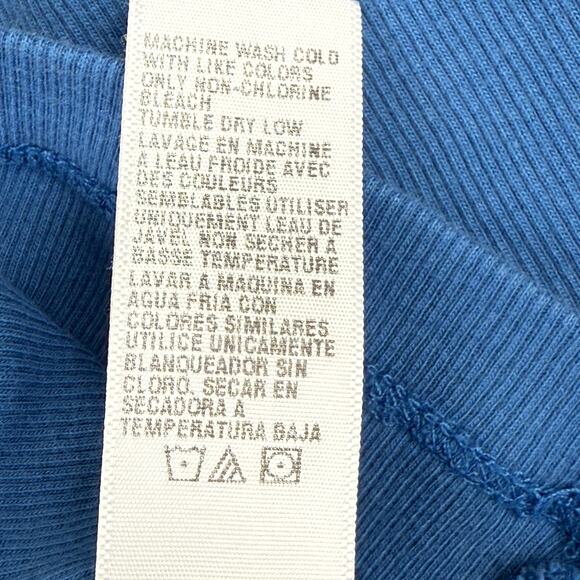 MACHINE WASH COLD
WITH LIKE COLORS
ONLY NON-CHLORINE
BLEACH
TUMBLE DRY LOW
LAVAGE EN MACHINE
A LEAU FROIDE AVEC
DES COULEURS
SEMBLABLES UTILISER
UNIQUEMENT LEAU DE
JAVEL NON SECHER A
BASSE TEMPERATURE
LAVAR A MAQUINA EN
AGUA FRIA CON
COLORES SIMILARES
UTILICE UNICAMENTE
BLANQUEADOR SIN
CLORO. SECAR EN
SECADORA A
TEMPERATURA BAJA